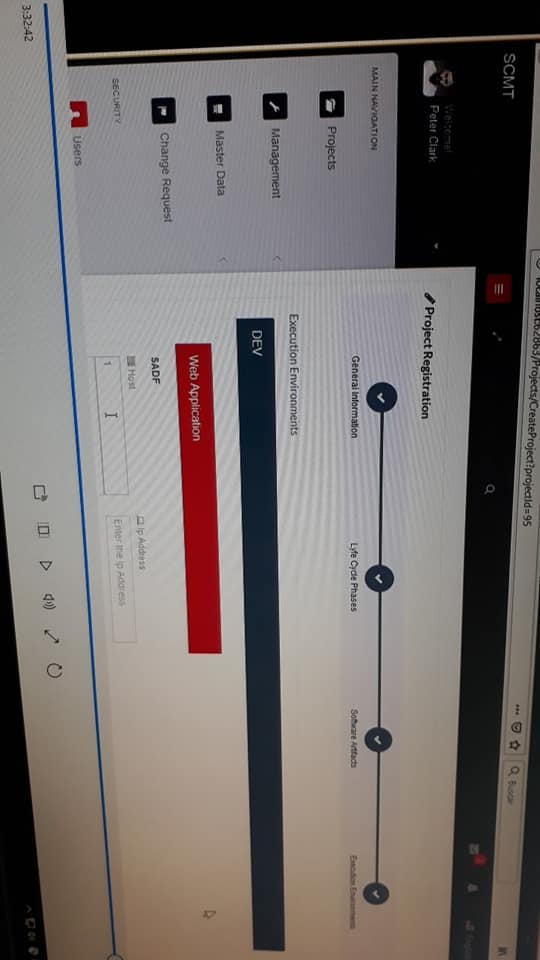 localhost:62863/Projects/CreateProject?projectId=95
Buscar
SCMT
Welcome!
Peter Clark
MAIN NAVIGATION
Projects
Management
Master Data
Change Request
SECURITY
Users
Project Registration
General Information
Lyfe Cycle Phases
Software Artifacts
Execution Environments
Execution Environments
DEV
Web Application
SADF
Host
Ip Address
1
Enter the Ip Address
3:32:42